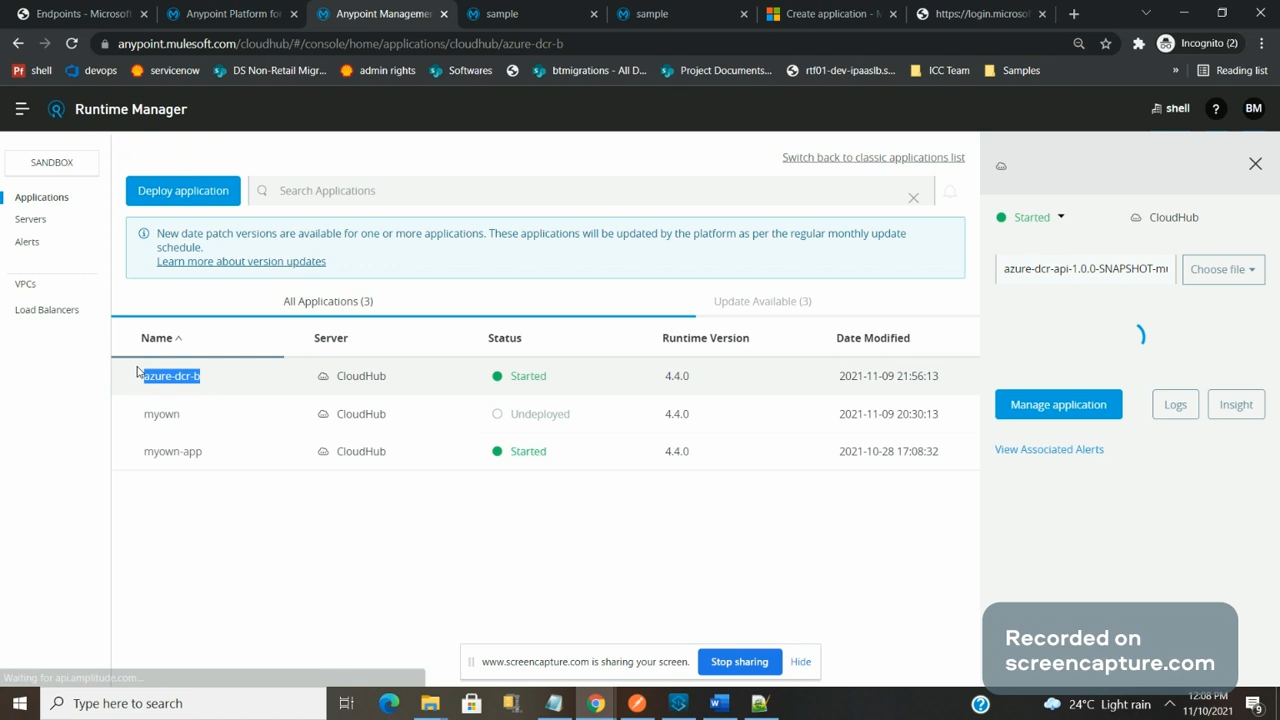 Endpoints - Microsoft
Anypoint Platform for
Anypoint Managemer
sample
sample
Create application - M
https://login.microsof
anypoint.mulesoft.com/cloudhub/#/console/home/applications/cloudhub/azure-dcr-b
Incognito (2)
shell
devops
servicenow
DS Non-Retail Migr...
admin rights
Softwares
btmigrations - All D...
Project Documents...
rtf01-dev-ipaaslb.s...
ICC Team
Samples
»
Reading list
Runtime Manager
shell
?
BM
SANDBOX
Applications
Servers
Alerts
VPCs
Load Balancers
Switch back to classic applications list
Deploy application
Search Applications
New date patch versions are available for one or more applications. These applications will be updated by the platform as per the regular monthly update
schedule.
Learn more about version updates
All Applications (3)
Update Available (3)
Name
Server
Status
Runtime Version
Date Modified
azure-dcr-b
CloudHub
Started
4.4.0
2021-11-09 21:56:13
myown
CloudHub
Undeployed
4.4.0
2021-11-09 20:30:13
myown-app
CloudHub
Started
4.4.0
2021-10-28 17:08:32
Started
CloudHub
azure-dcr-api-1.0.0-SNAPSHOT-mu
Choose file
Manage application
Logs
Insight
View Associated Alerts
Recorded on
screencapture.com
www.screencapture.com is sharing your screen.
Stop sharing
Hide
Waiting for api.amplitude.com...
Type here to search
24°C Light rain
12:08 PM
11/10/2021